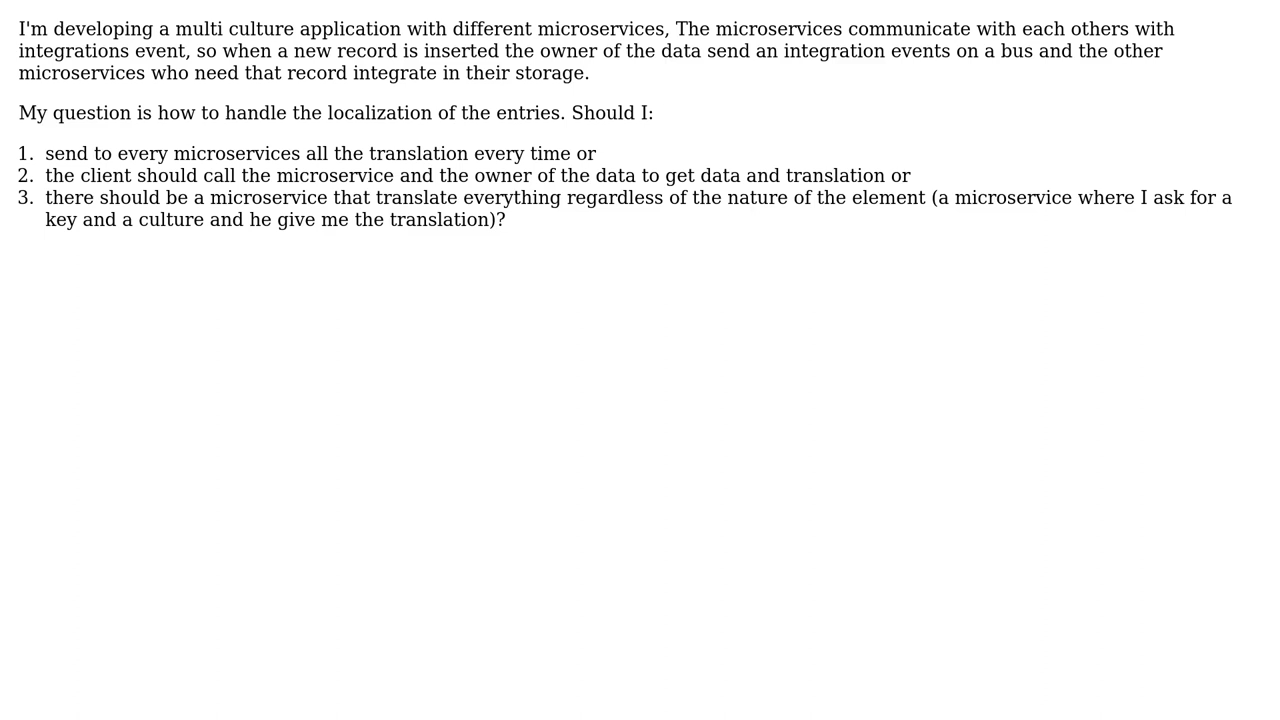 I'm developing a multi culture application with different microservices, The microservices communicate with each others with
integrations event, so when a new record is inserted the owner of the data send an integration events on a bus and the other
microservices who need that record integrate in their storage.
My question is how to handle the localization of the entries. Should I:
1. send to every microservices all the translation every time or
2. the client should call the microservice and the owner of the data to get data and translation or
3. there should be a microservice that translate everything regardless of the nature of the element (a microservice where I ask for a
key and a culture and he give me the translation)?